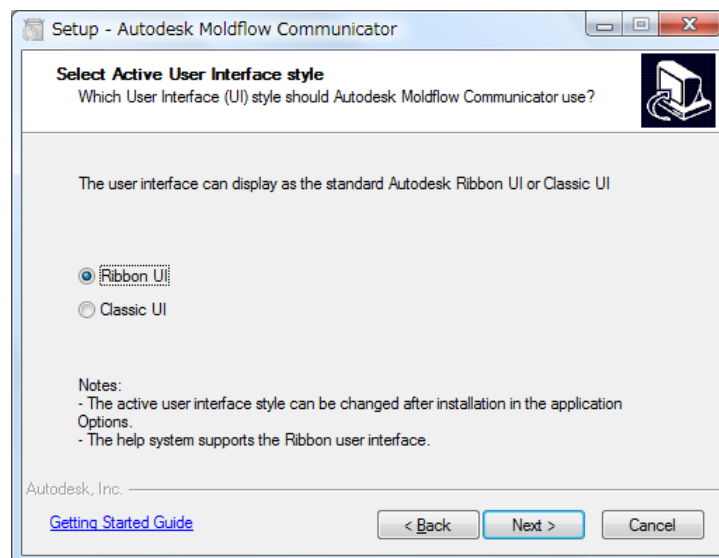 Setup - Autodesk Moldflow Communicator
Select Active User Interface style
Which User Interface (UI) style should Autodesk Moldflow Communicator use?
The user interface can display as the standard Autodesk Ribbon UI or Classic UI
Ribbon UI
Classic UI
Notes:
- The active user interface style can be changed after installation in the application
Options.
- The help system supports the Ribbon user interface.
Autodesk, Inc.
Getting Started Guide
< Back
Next >
Cancel